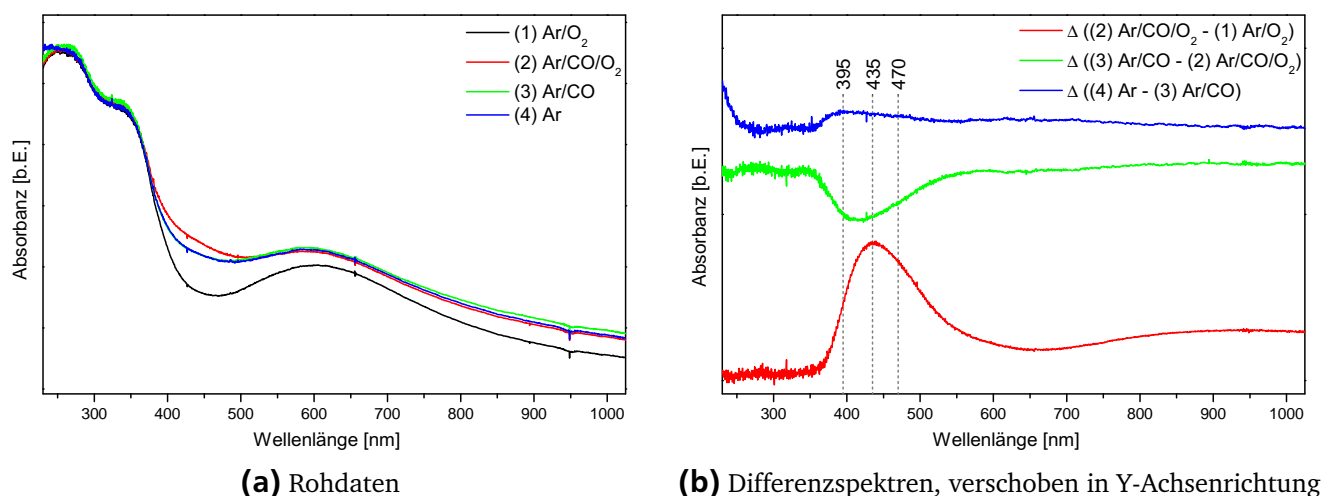 (1) Ar/O₂
(2) Ar/CO/O₂
(3) Ar/CO
(4) Ar
Absorbanz [b.E.]
300 400 500 600 700 800 900 1000
Wellenlänge [nm]
(a) Rohdaten
Δ ((2) Ar/CO/O₂ - (1) Ar/O₂)
Δ ((3) Ar/CO - (2) Ar/CO/O₂)
Δ ((4) Ar - (3) Ar/CO)
395
435
470
Absorbanz [b.E.]
300 400 500 600 700 800 900 1000
Wellenlänge [nm]
(b) Differenzspektren, verschoben in Y-Achsenrichtung